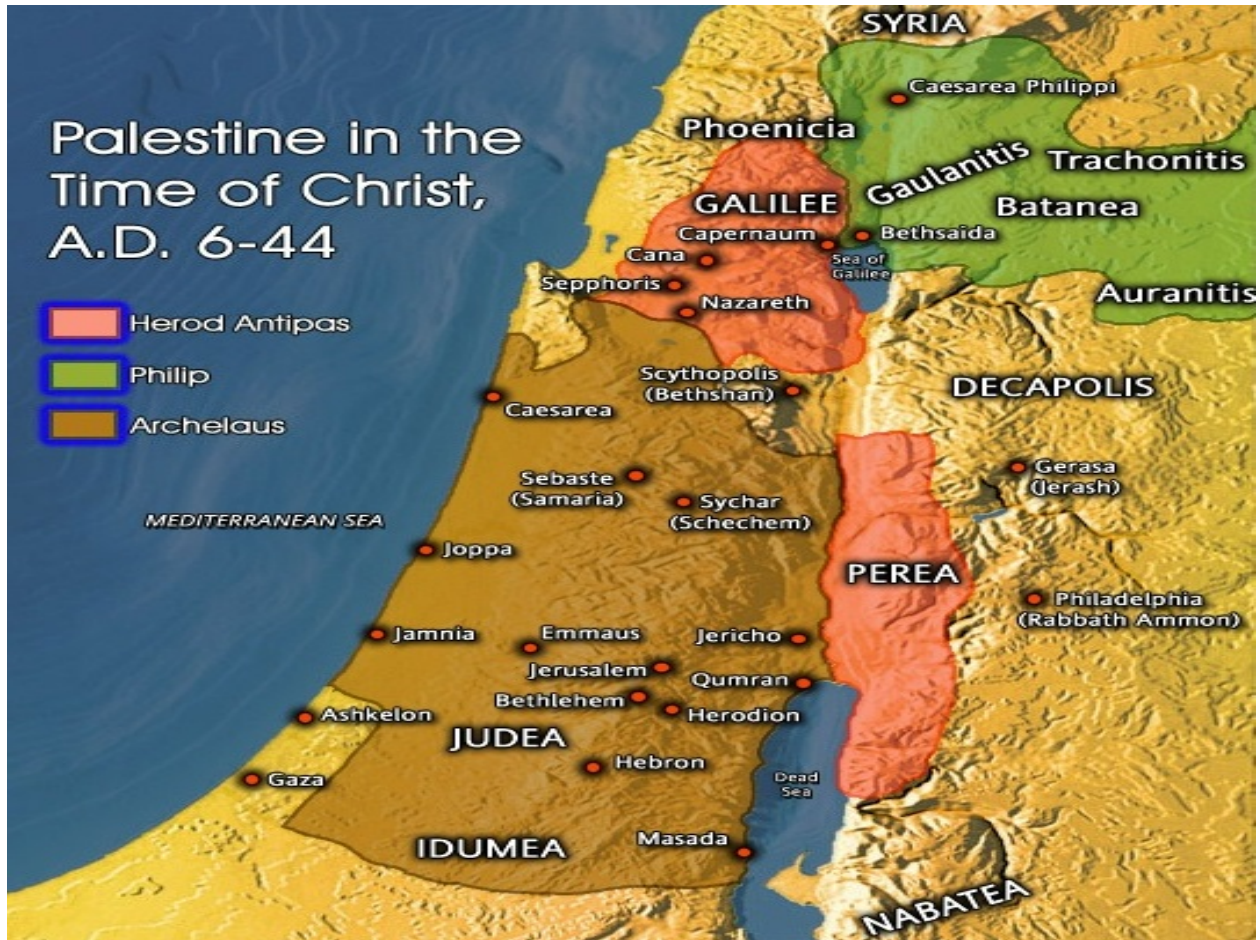 SYRIA
Caesarea Philippi
Palestine in the
Time of Christ,
A.D. 6-44
Phoenicia
Gaulanitis
Trachonitis
GALILEE
Batanea
Capernaum
Bethsaida
Cana
Sea of
Galilee
Sepphoris
Nazareth
Auranitis
Herod Antipas
Philip
Archelaus
Scythopolis
(Bethshan)
DECAPOLIS
Caesarea
Gerasa
(Jerash)
Sebaste
(Samaria)
Sychar
(Schechem)
MEDITERRANEAN SEA
Joppa
PEREA
Philadelphia
(Rabbath Ammon)
Jamnia
Emmaus
Jericho
Jerusalem
Qumran
Bethlehem
Herodion
Ashkelon
JUDEA
Hebron
Gaza
Dead
Sea
IDUMEA
Masada
NABATEA